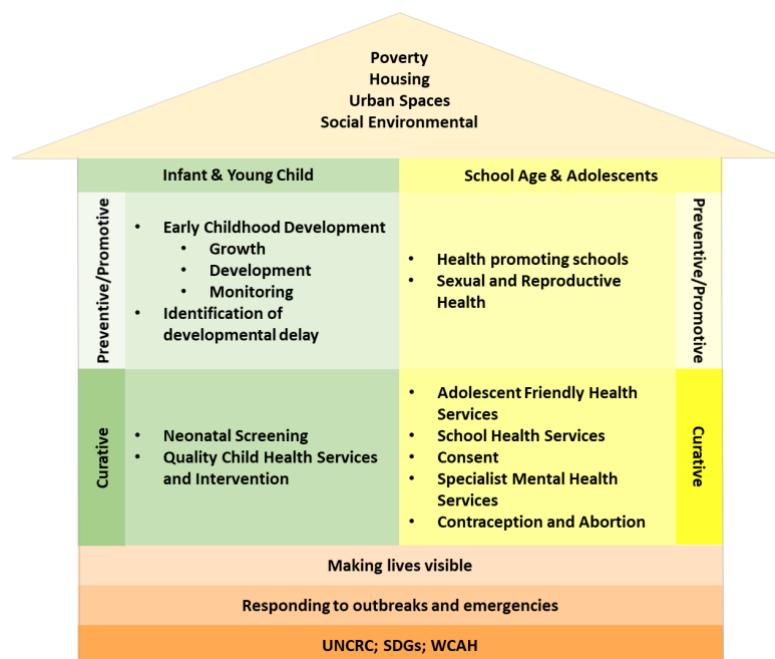 Poverty
Housing
Urban Spaces
Social Environmental
Infant & Young Child
School Age & Adolescents
Preventive/Promotive
• Early Childhood Development
• Growth
• Development
• Monitoring
• Identification of
developmental delay
• Health promoting schools
• Sexual and Reproductive
Health
Preventive/Promotive
Curative
• Neonatal Screening
• Quality Child Health Services
and Intervention
• Adolescent Friendly Health
Services
• School Health Services
• Consent
• Specialist Mental Health
Services
• Contraception and Abortion
Curative
Making lives visible
Responding to outbreaks and emergencies
UNCRC; SDGs; WCAH